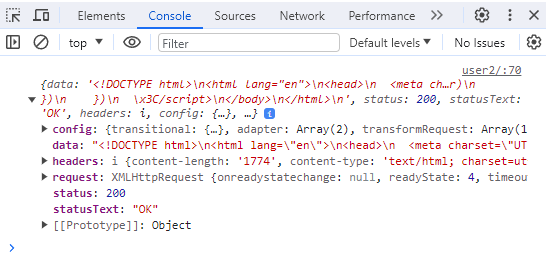 Elements Console Sources Network
top Filter Default levels No Issues
user2/:70
{data: '<!DOCTYPE html>\n<html lang="en">\n<head>\n  <meta ch…r)\n
})\n    })\n  \x3C/script>\n</body>\n</html>\n', status: 200, statusText:
'OK', headers: i, config: {…}, …}
config: {transitional: {…}, adapter: Array(2), transformRequest: Array(1
data: "<!DOCTYPE html>\n<html lang=\"en\">\n<head>\n  <meta charset=\"UT
headers: i {content-length: '1774', content-type: 'text/html; charset=ut
request: XMLHttpRequest {onreadystatechange: null, readyState: 4, timeou
status: 200
statusText: "OK"
[[Prototype]]: Object